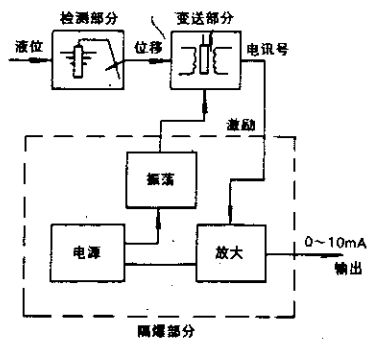 检测部分
变送部分
液位
位移
电讯号
激励
振荡
电源
放大
0～10mA
输出
隔爆部分